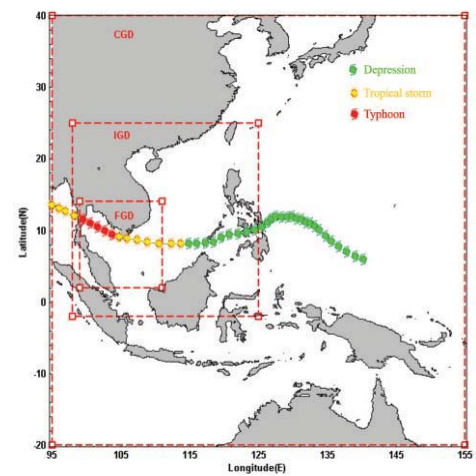 40
CGD
Depression
30
Tropical storm
Typhoon
IGD
20
Latitude(N)
FGD
10
0
-10
-20
95 105 115 125 135 145 155
Longitude(E)